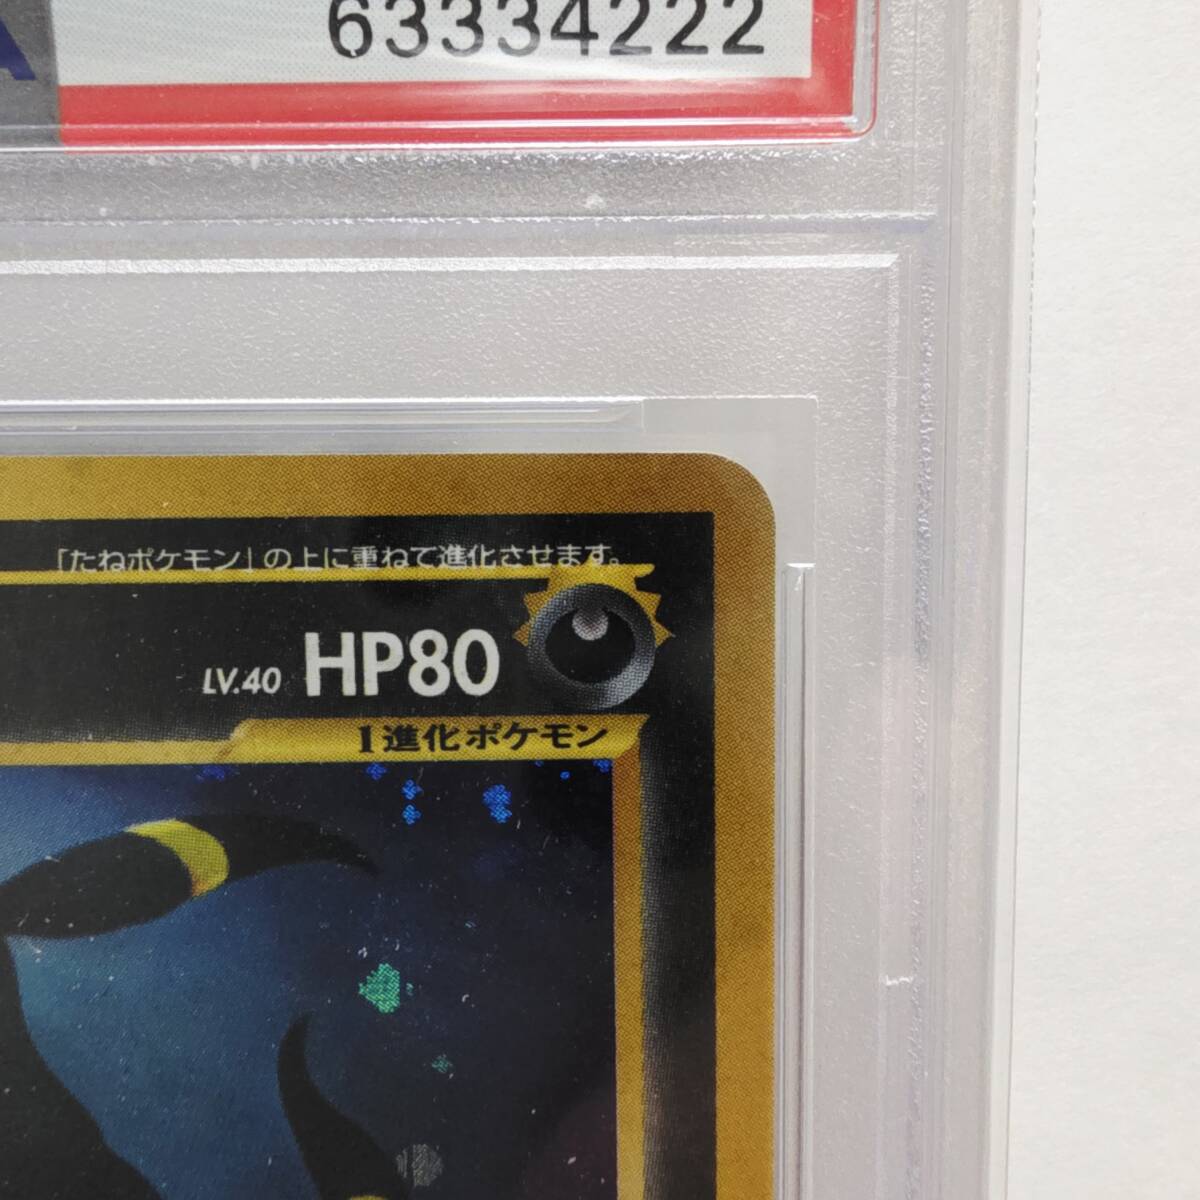 63334222
「たねポケモン」の上に重ねて進化させます。
LV.40 HP80
1進化ポケモン